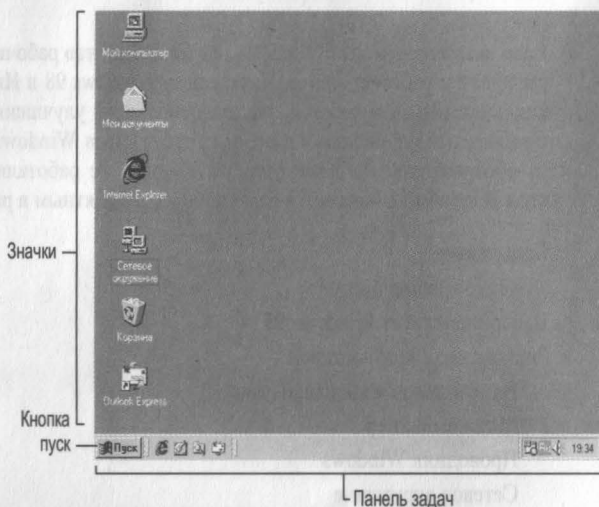 Мой компьютер
Мои документы
Internet Explorer
Значки
Сетевое
окружение
Корзина
Outlook Express
Кнопка
пуск
Пуск
19:34
Панель задач